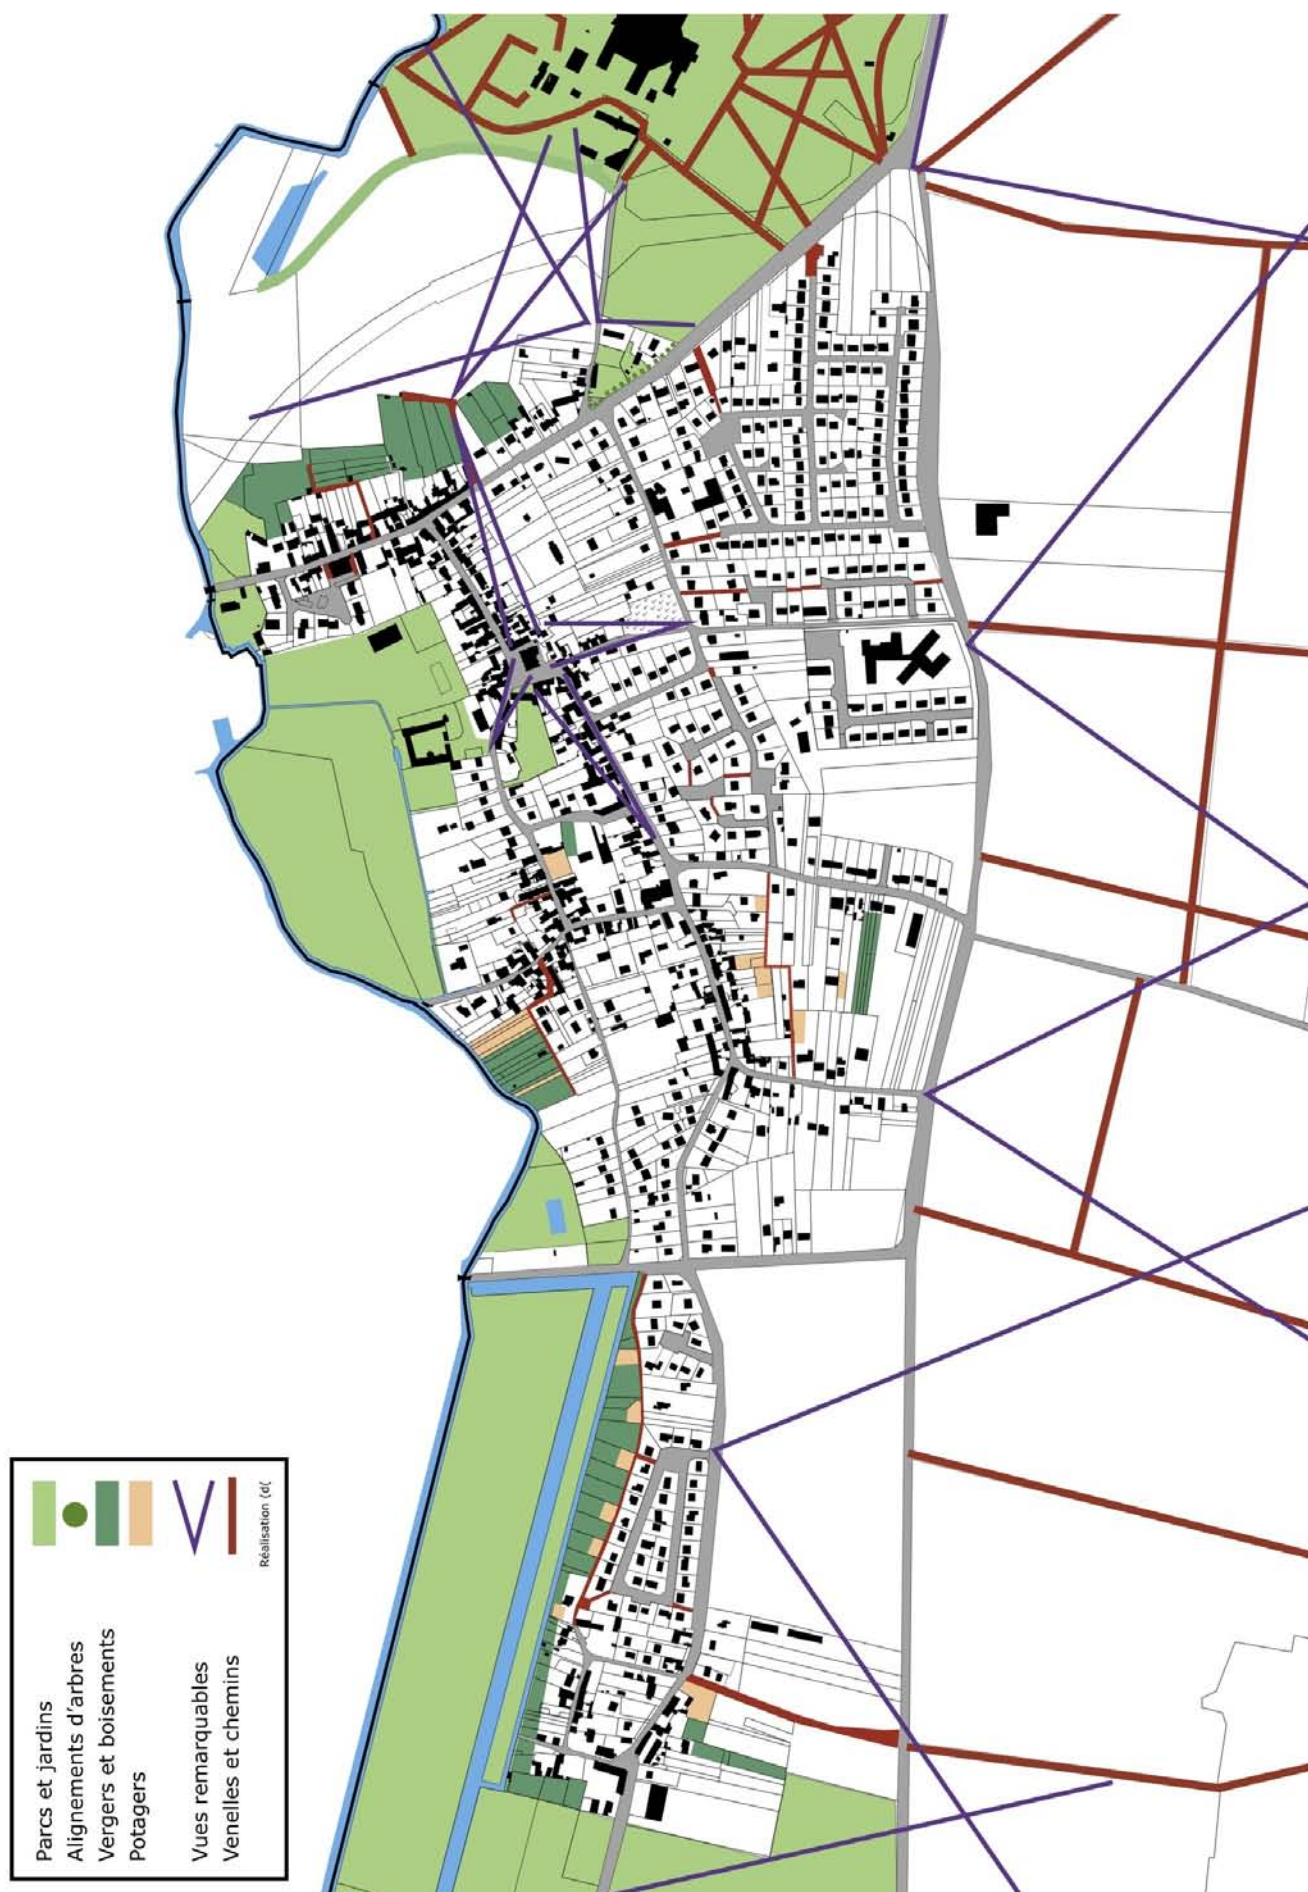 Parcs et jardins
Alignements d'arbres
Vergers et boisements
Potagers
Vues remarquables
Venelles et chemins
Réalisation (d(